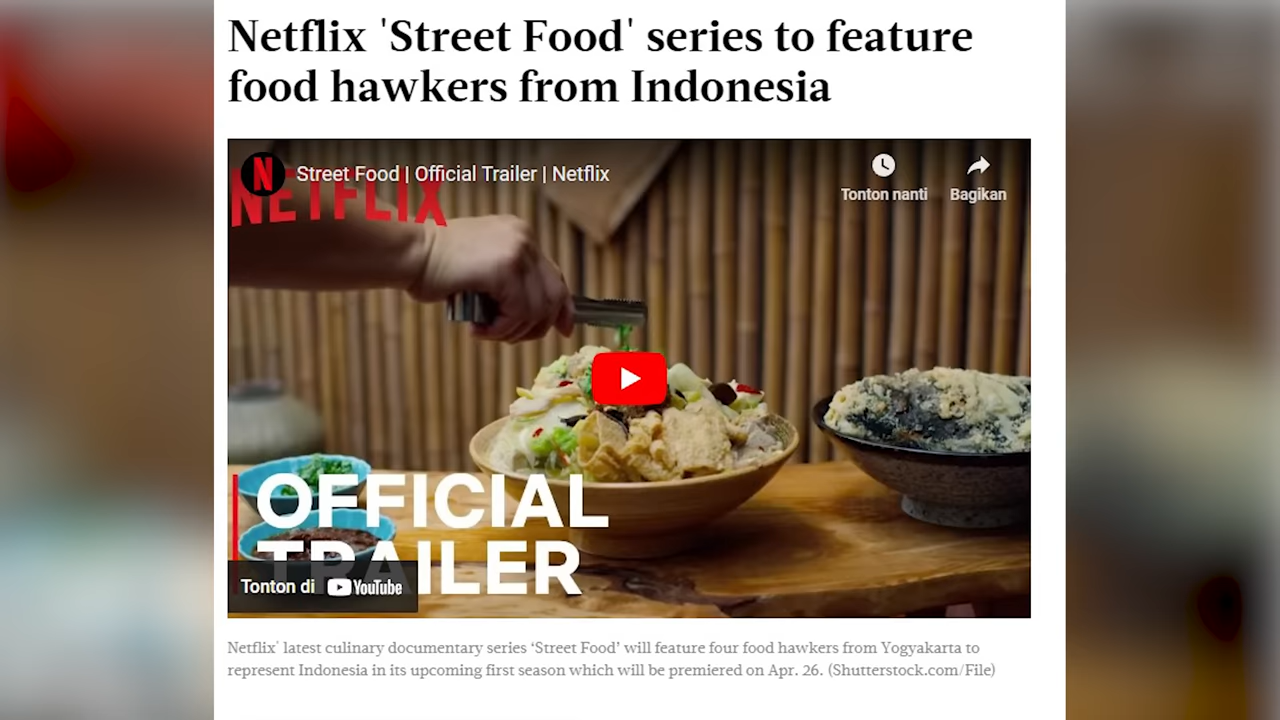 Netflix 'Street Food' series to feature
food hawkers from Indonesia
NETFLIX
N Street Food | Official Trailer | Netflix
Tonton nanti
Bagikan
OFFICIAL
TRAILER
Tonton di YouTube
Netflix' latest culinary documentary series ‘Street Food’ will feature four food hawkers from Yogyakarta to
represent Indonesia in its upcoming first season which will be premiered on Apr. 26. (Shutterstock.com/File)